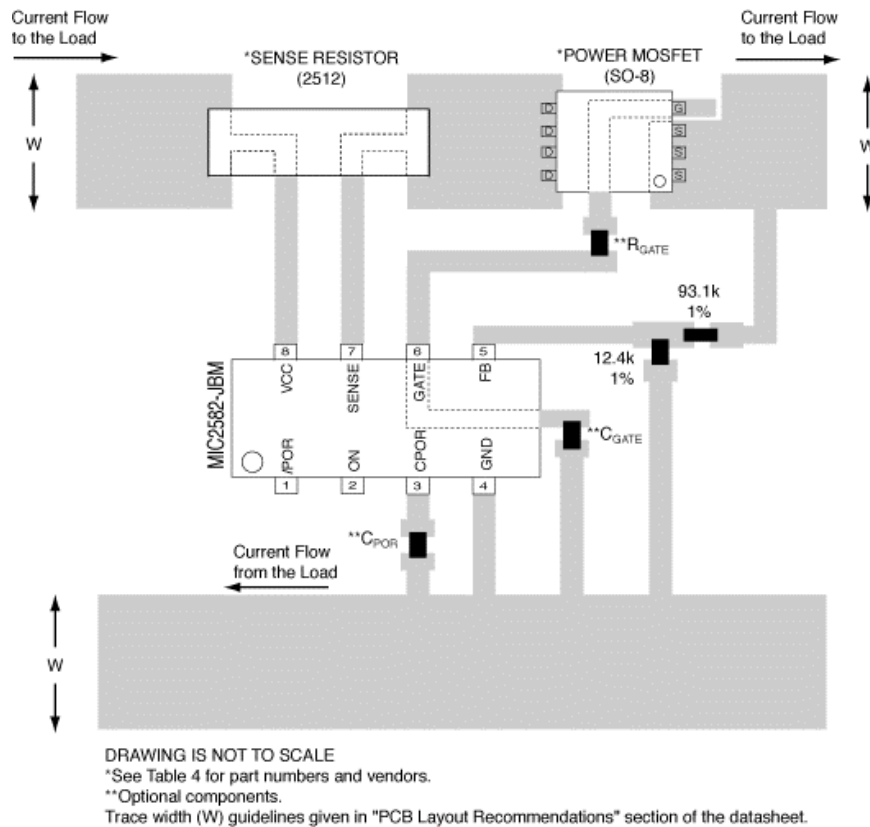 Current Flow
to the Load
Current Flow
to the Load
*SENSE RESISTOR
(2512)
*POWER MOSFET
(SO-8)
W
W
D
D
D
D
G
S
S
S
**RGATE
93.1k
1%
12.4k
1%
MIC2582-JBM
8
7
6
5
VCC
SENSE
GATE
FB
/POR
ON
CPOR
GND
1
2
3
4
**CGATE
**CPOR
Current Flow
from the Load
W
DRAWING IS NOT TO SCALE
*See Table 4 for part numbers and vendors.
**Optional components.
Trace width (W) guidelines given in "PCB Layout Recommendations" section of the datasheet.